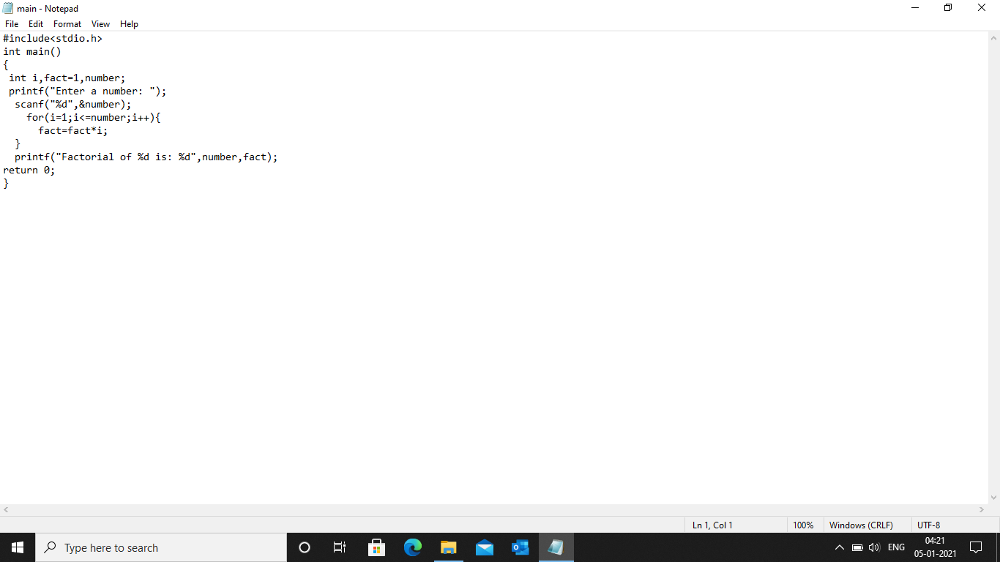 main - Notepad
File Edit Format View Help
#include<stdio.h>
int main()
{
 int i,fact=1,number;
 printf("Enter a number: ");
  scanf("%d",&number);
    for(i=1;i<=number;i++){
      fact=fact*i;
  }
  printf("Factorial of %d is: %d",number,fact);
return 0;
}
Ln 1, Col 1 100% Windows (CRLF) UTF-8
Type here to search
ENG
04:21
05-01-2021